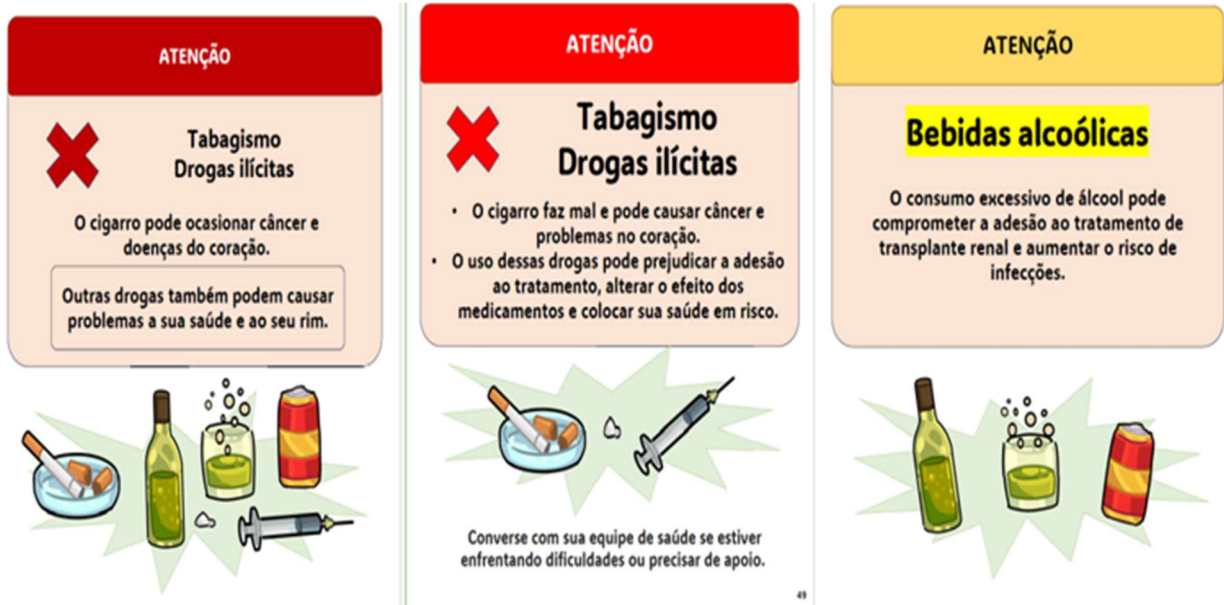 ATENÇÃO
Tabagismo
Drogas ilícitas
O cigarro pode ocasionar câncer e
doenças do coração.
Outras drogas também podem causar
problemas a sua saúde e ao seu rim.
ATENÇÃO
Tabagismo
Drogas ilícitas
• O cigarro faz mal e pode causar câncer e
problemas no coração.
• O uso dessas drogas pode prejudicar a adesão
ao tratamento, alterar o efeito dos
medicamentos e colocar sua saúde em risco.
Converse com sua equipe de saúde se estiver
enfrentando dificuldades ou precisar de apoio.
49
ATENÇÃO
Bebidas alcoólicas
O consumo excessivo de álcool pode
comprometer a adesão ao tratamento de
transplante renal e aumentar o risco de
infecções.